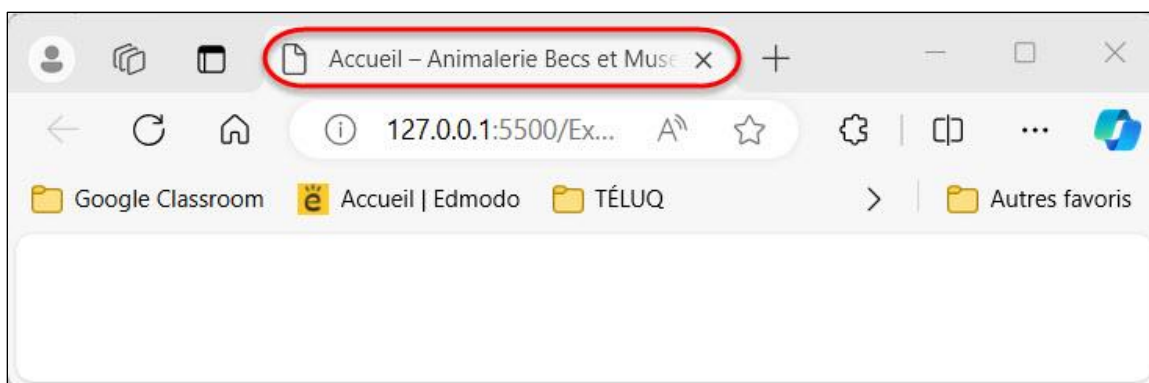 Accueil – Animalerie Becs et Muse
127.0.0.1:5500/Ex...
Google Classroom Accueil | Edmodo TÉLUQ Autres favoris